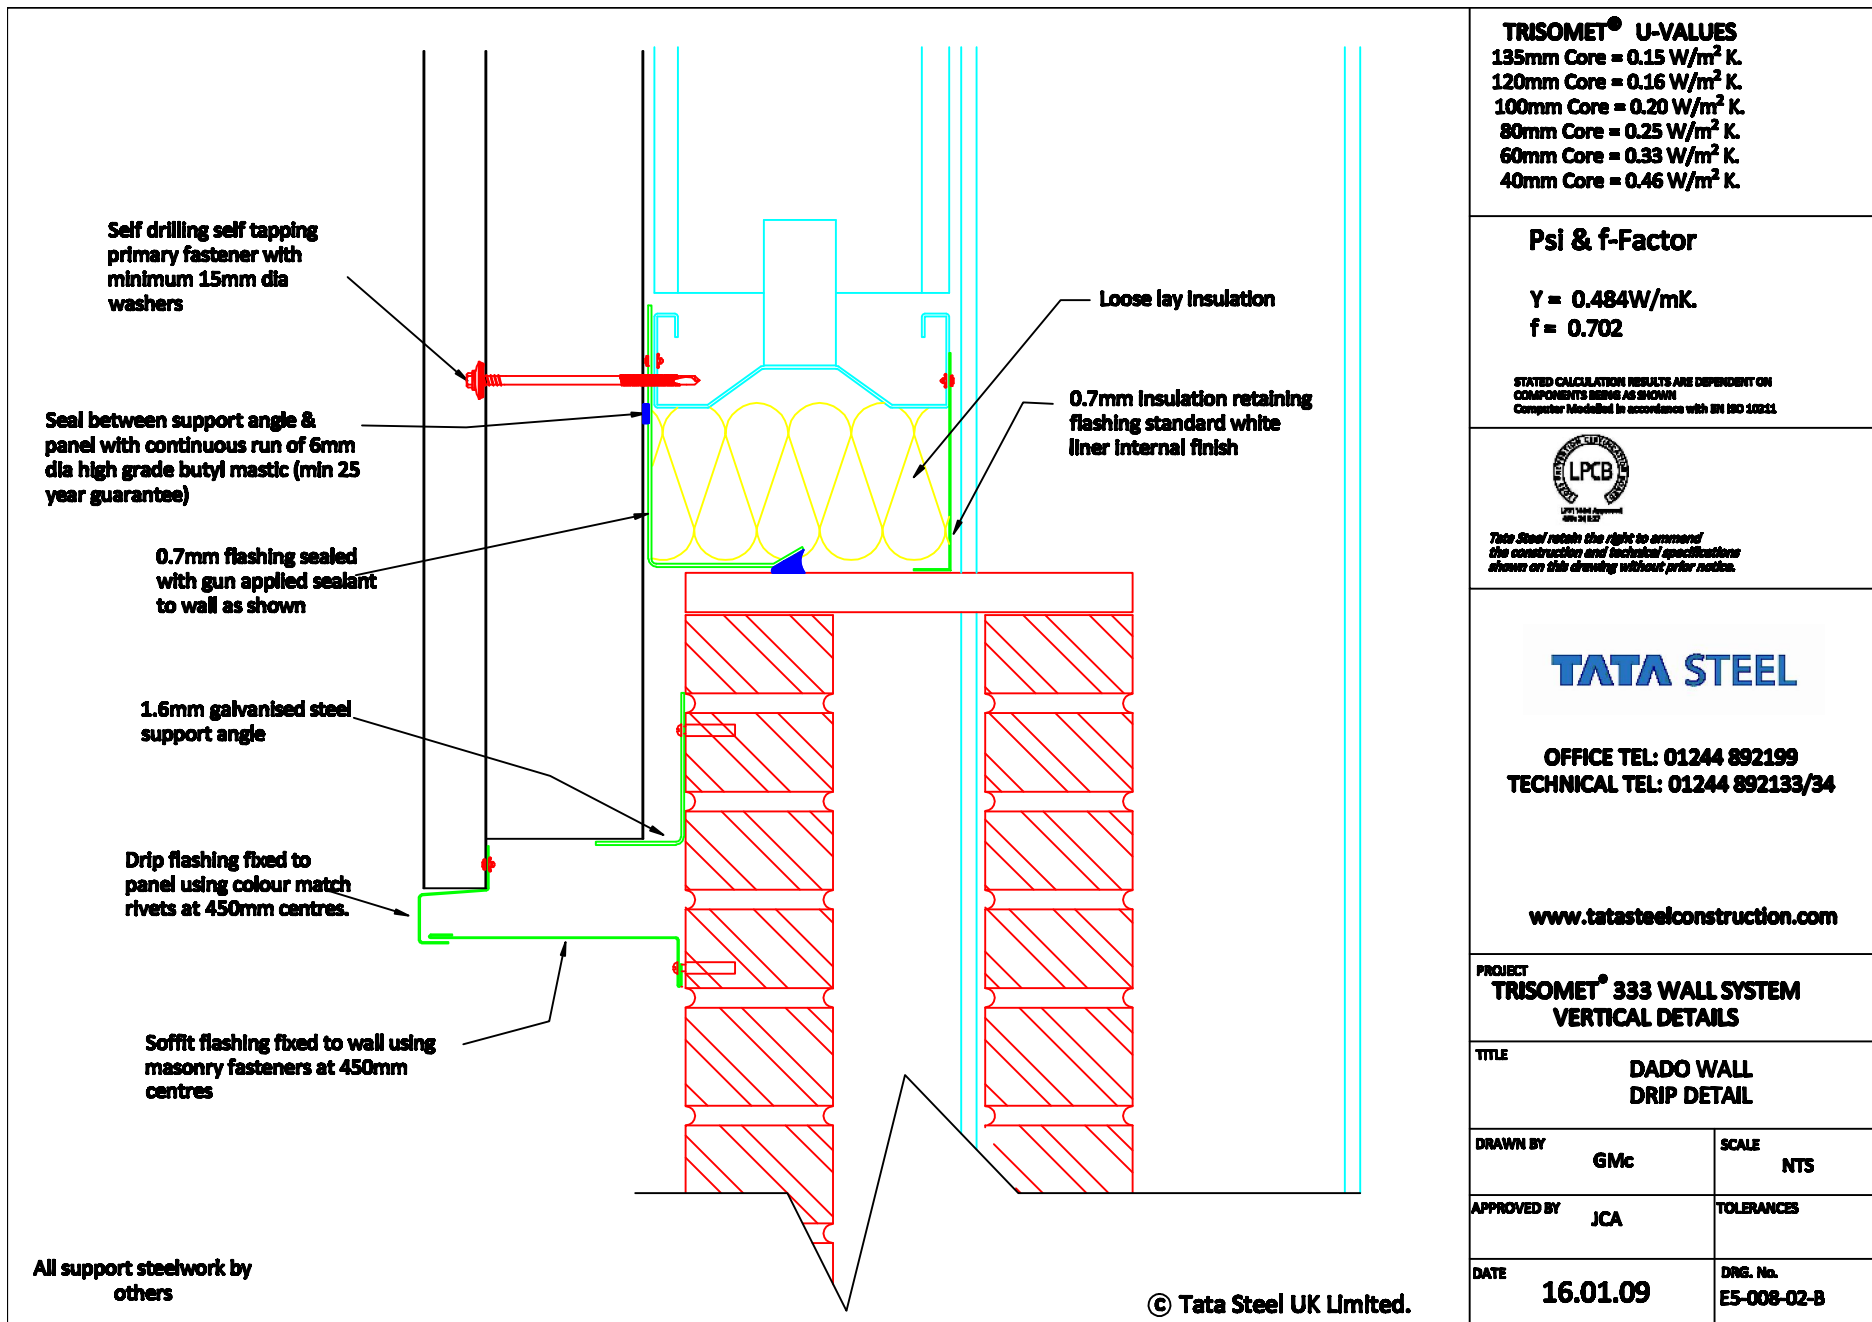 Self drilling self tapping
primary fastener with
minimum 15mm dia
washers
Seal between support angle &
panel with continuous run of 6mm
dia high grade butyl mastic (min 25
year guarantee)
0.7mm flashing sealed
with gun applied sealant
to wall as shown
1.6mm galvanised steel
support angle
Drip flashing fixed to
panel using colour match
rivets at 450mm centres.
Soffit flashing fixed to wall using
masonry fasteners at 450mm
centres
All support steelwork by
others
Loose lay insulation
0.7mm insulation retaining
flashing standard white
liner internal finish
© Tata Steel UK Limited.
TRISOMET® U-VALUES
135mm Core = 0.15 W/m² K.
120mm Core = 0.16 W/m² K.
100mm Core = 0.20 W/m² K.
80mm Core = 0.25 W/m² K.
60mm Core = 0.33 W/m² K.
40mm Core = 0.46 W/m² K.
Psi & f-Factor
Y = 0.484W/mK.
f = 0.702
STATED CALCULATION RESULTS ARE DEPENDENT ON
COMPONENTS BEING AS SHOWN
Computer Modelled in accordance with EN ISO 10211
LPCB
Tata Steel retain the right to ammend
the construction and technical specifications
shown on this drawing without prior notice.
TATA STEEL
OFFICE TEL: 01244 892199
TECHNICAL TEL: 01244 892133/34
www.tatasteelconstruction.com
PROJECT
TRISOMET® 333 WALL SYSTEM
VERTICAL DETAILS
TITLE
DADO WALL
DRIP DETAIL
DRAWN BY
GMc
SCALE
NTS
APPROVED BY
JCA
TOLERANCES
DATE
16.01.09
DRG. No.
E5-008-02-B